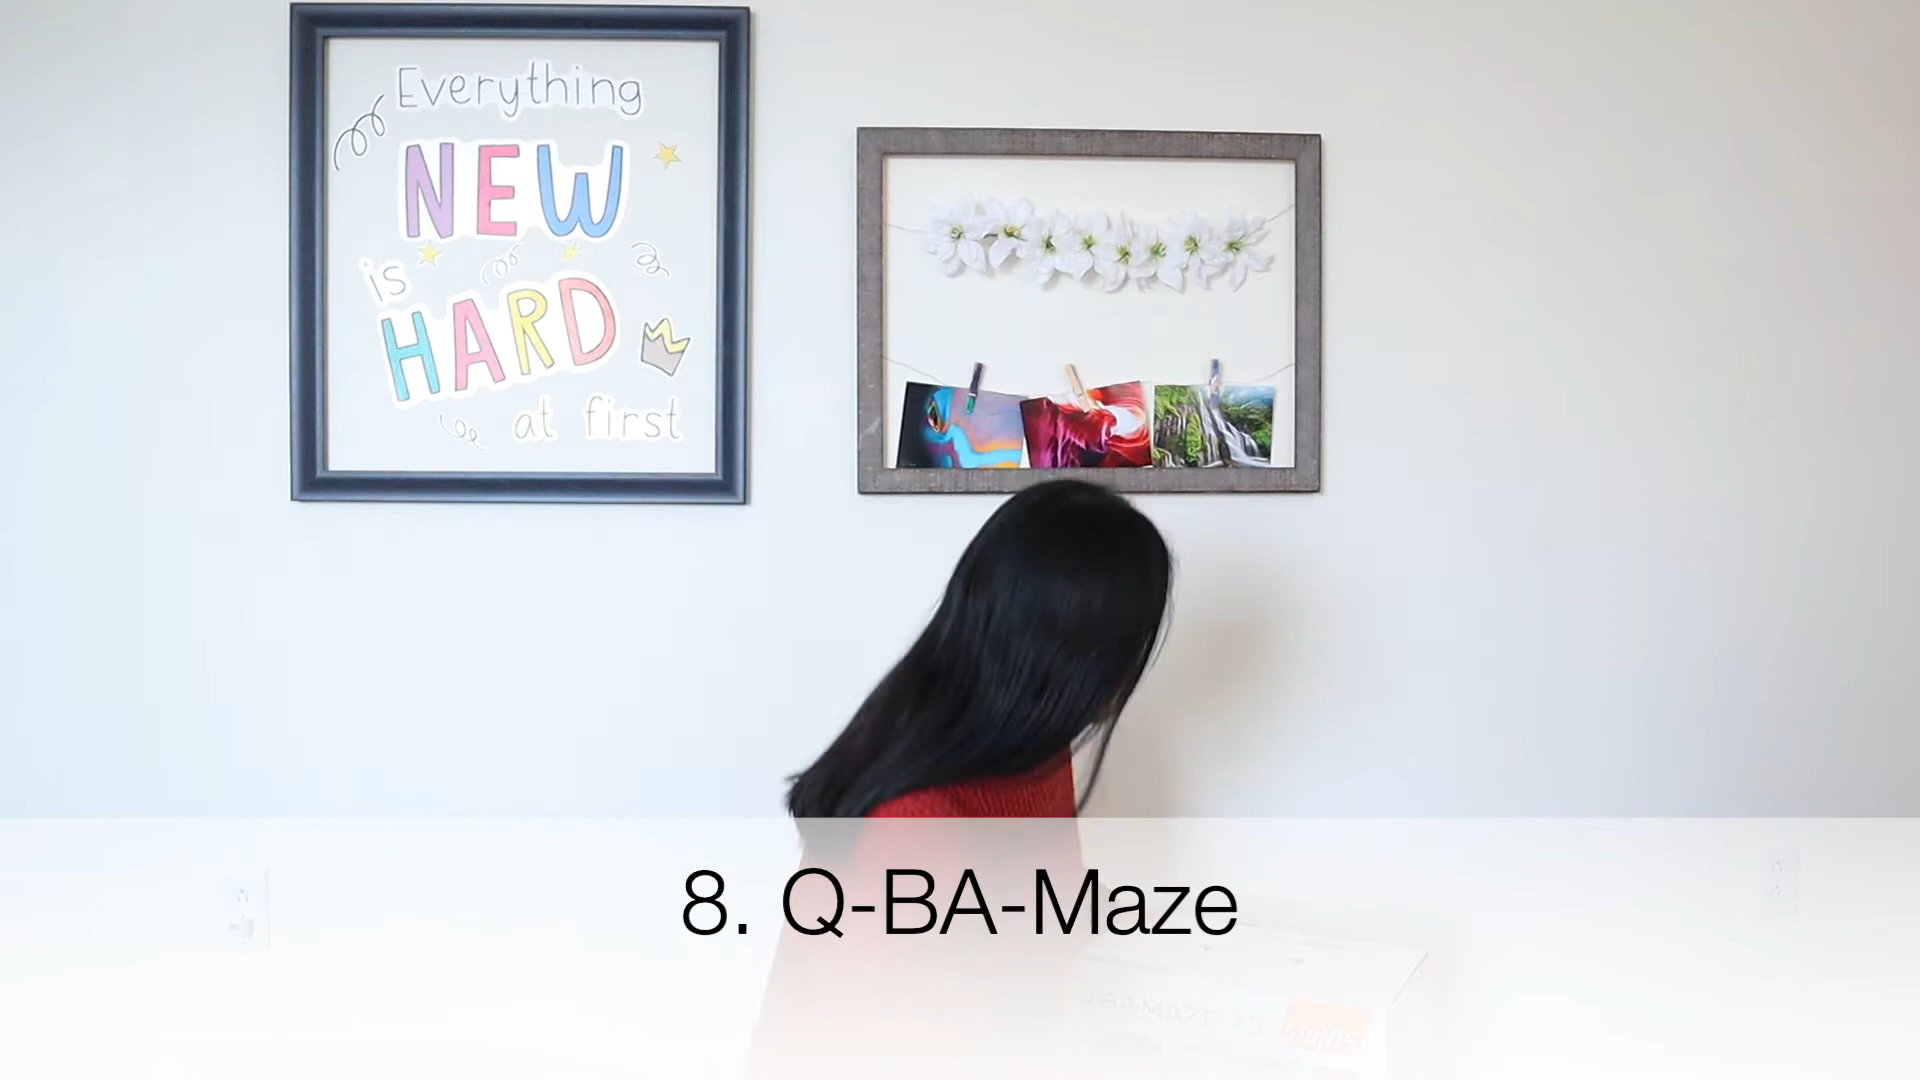 Everything
NEW
is
HARD
at first
8. Q-BA-Maze